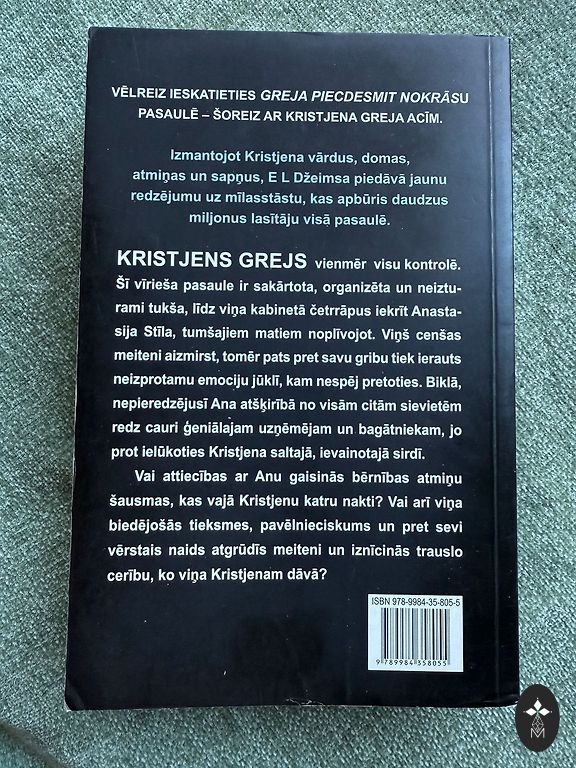 VĒLREIZ IESKATIETIES GREJA PIECDESMIT NOKRĀSU
PASAULĒ – ŠOREIZ AR KRISTJENA GREJA ACĪM.
Izmantojot Kristjena vārdus, domas,
atmiņas un sapņus, E L Džeimsa piedāvā jaunu
redzējumu uz mīlasstāstu, kas apbūris daudzus
miljonus lasītāju visā pasaulē.
KRISTJENS GREJS vienmēr visu kontrolē.
Šī vīrieša pasaule ir sakārtota, organizēta un neiztu-
rami tukša, līdz viņa kabinetā četrrāpus iekrīt Anasta-
sija Stīla, tumšajiem matiem noplīvojot. Viņš cenšas
meiteni aizmirst, tomēr pats pret savu gribu tiek ierauts
neizprotamu emociju jūklī, kam nespēj pretoties. Biklā,
nepieredzējusī Ana atšķirībā no visām citām sievietēm
redz cauri ģeniālajam uzņēmējam un bagātniekam, jo
prot ielūkoties Kristjena saltajā, ievainotajā sirdī.
Vai attiecības ar Anu gaisinās bērnības atmiņu
šausmas, kas vajā Kristjenu katru nakti? Vai arī viņa
biedējošās tieksmes, pavēlnieciskums un pret sevi
vērstais naids atgrūdīs meiteni un iznīcinās trauslo
cerību, ko viņa Kristjenam dāvā?
ISBN 978-9984-35-805-5
9 789984 358055
M